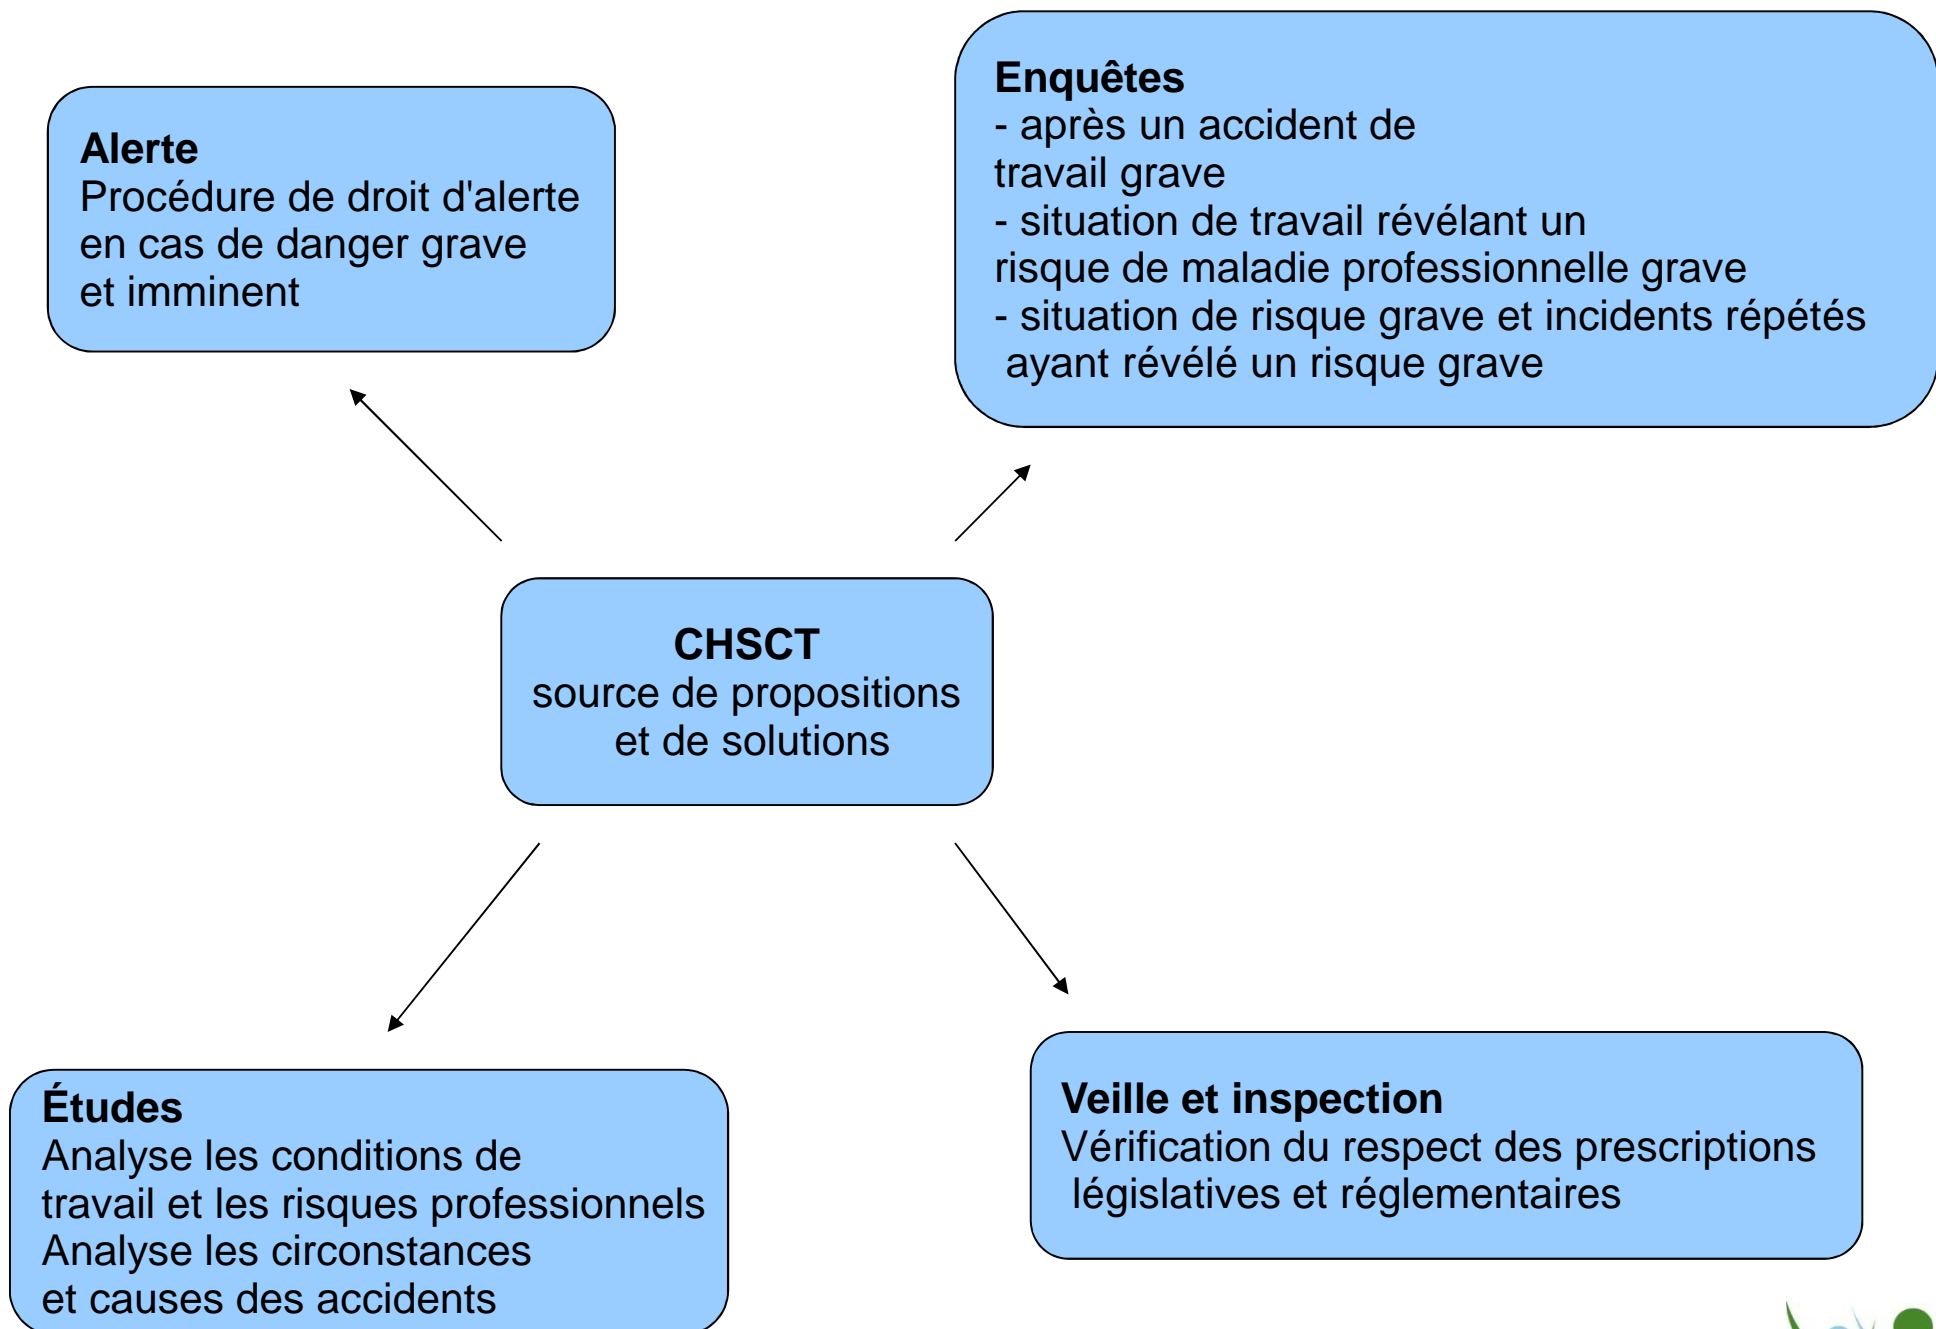 Alerte
Procédure de droit d'alerte
en cas de danger grave
et imminent
Enquêtes
- après un accident de
travail grave
- situation de travail révélant un
risque de maladie professionnelle grave
- situation de risque grave et incidents répétés
ayant révélé un risque grave
CHSCT
source de propositions
et de solutions
Études
Analyse les conditions de
travail et les risques professionnels
Analyse les circonstances
et causes des accidents
Veille et inspection
Vérification du respect des prescriptions
législatives et réglementaires